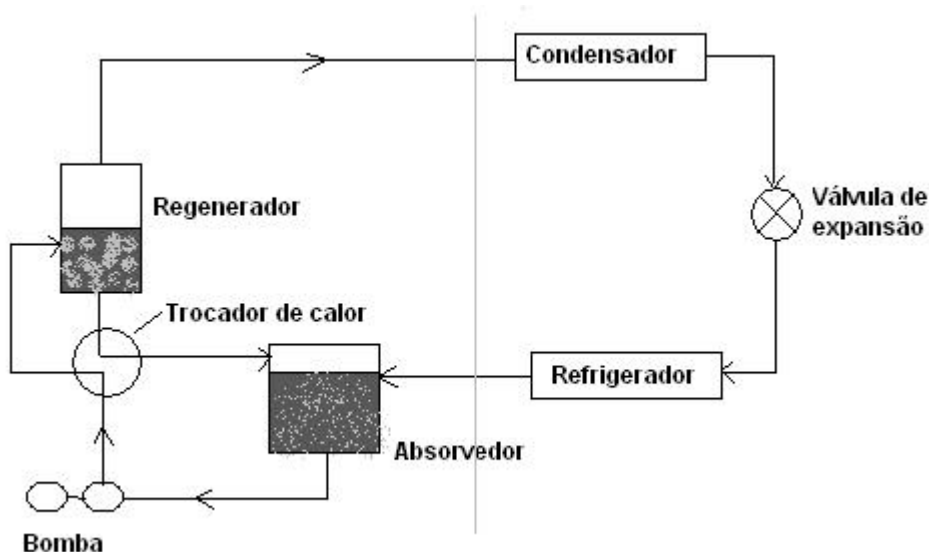 Condensador
Regenerador
Válvula de
expansão
Trocador de calor
Refrigerador
Absorvedor
Bomba